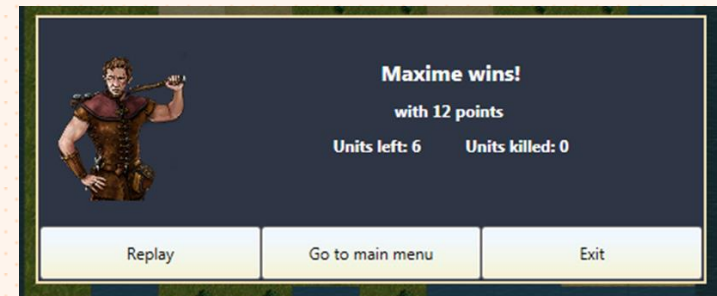 Maxime wins!
with 12 points
Units left: 6 Units killed: 0
Replay Go to main menu Exit